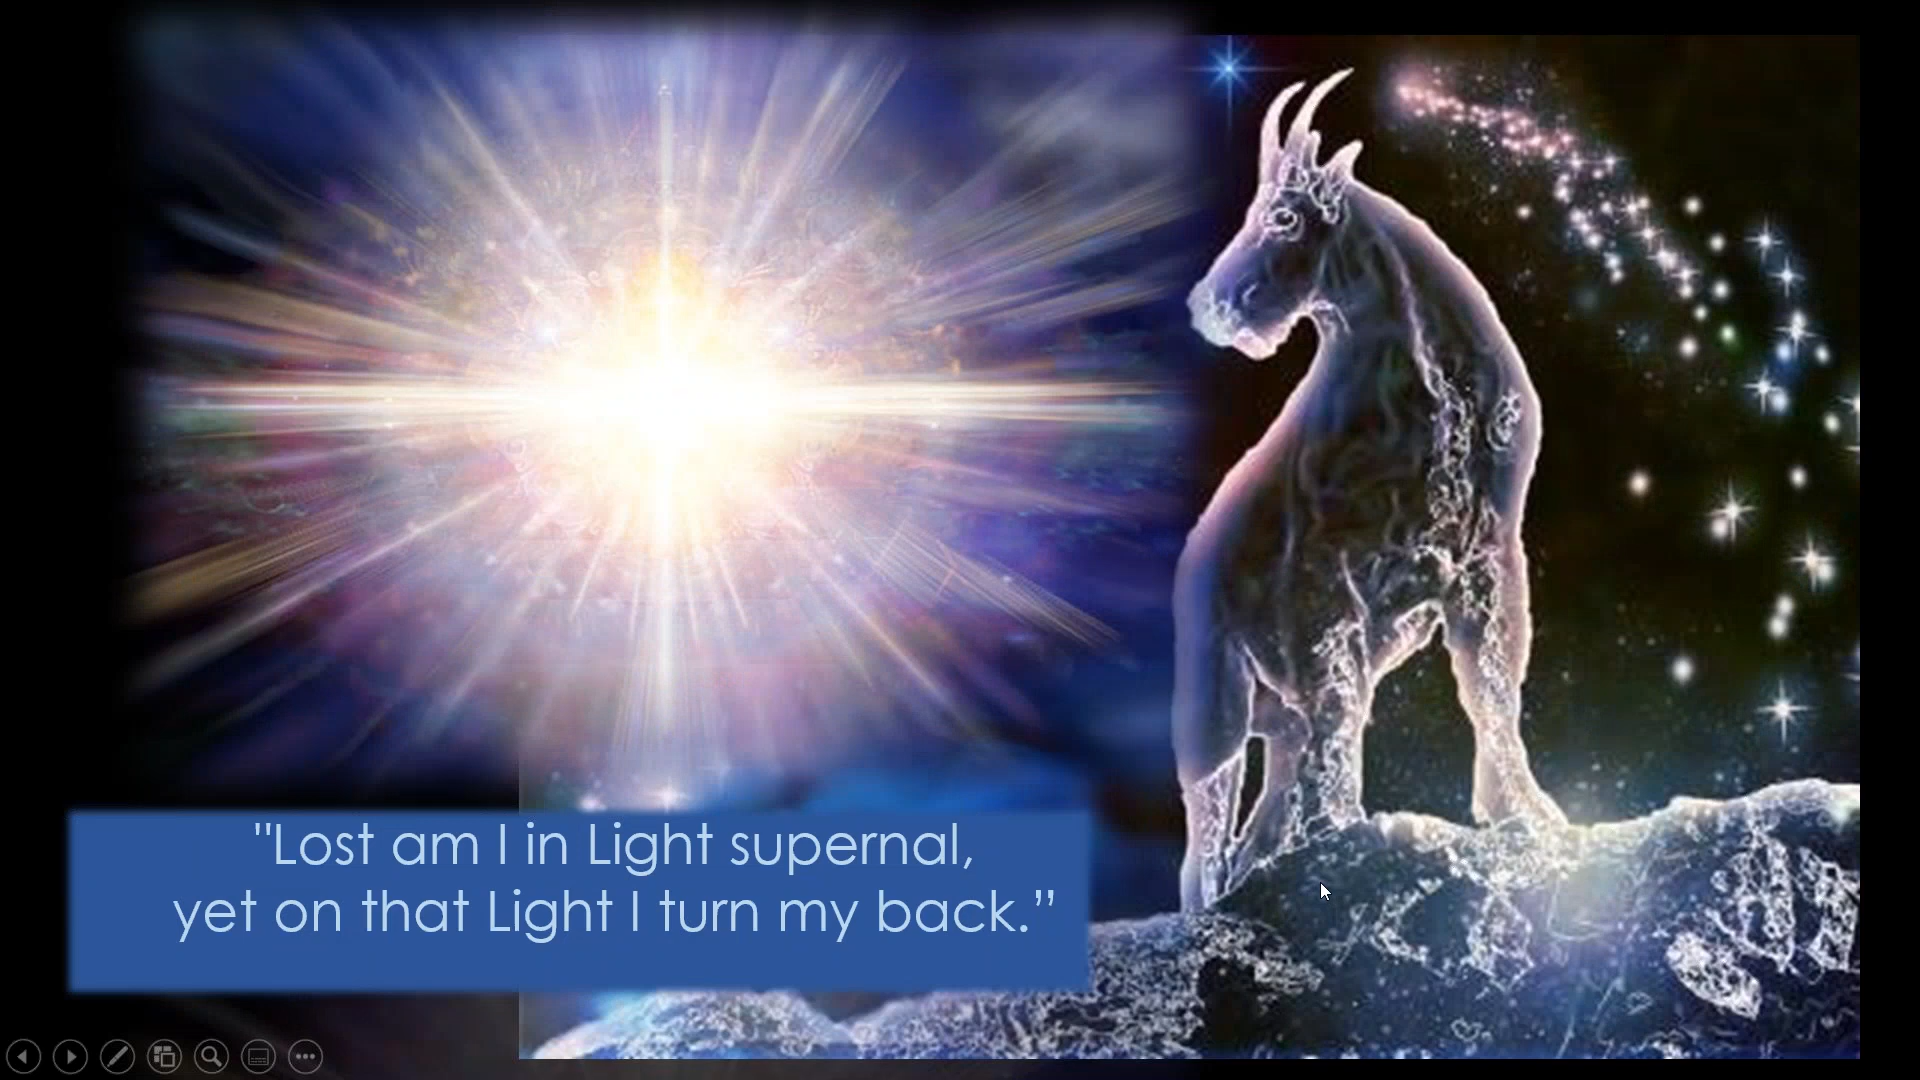 "Lost am I in Light supernal,
yet on that Light I turn my back.”